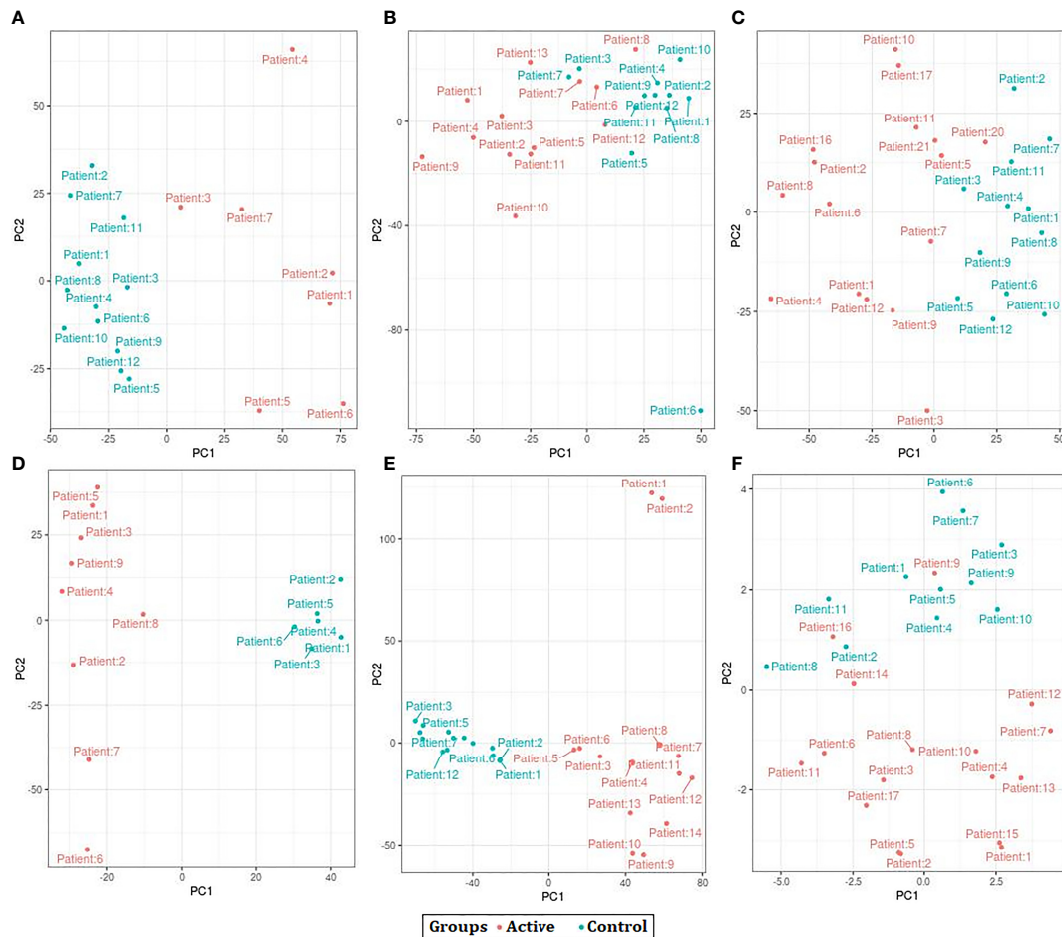 A
Patient:4
50
Patient:2
25
Patient:7
Patient:11
Patient:3
Patient:7
PC2
Patient:1
0
Patient:8
Patient:3
Patient:2
Patient:4
Patient:1
Patient:6
Patient:10
Patient:9
Patient:12
-25
Patient:5
Patient:5
Patient:6
-50
-25
0
25
50
75
PC1
B
Patient:8
Patient:13
Patient:3
Patient:10
Patient:7
Patient:4
Patient:7
Patient:9
Patient:2
Patient:1
Patient:6
Patient:12
0
Patient:3
Patient:11
Patient:1
Patient:4
Patient:12
Patient:8
Patient:2
Patient:5
Patient:9
Patient:11
Patient:5
Patient:10
-40
PC2
-80
Patient:6
-75
-50
-25
0
25
50
PC1
C
Patient:10
Patient:17
Patient:2
25
Patient:11
Patient:16
Patient:20
Patient:7
Patient:21
Patient:2
Patient:5
Patient:11
Patient:8
Patient:3
Patient:4
0
Patient:6
Patient:1
Patient:7
Patient:8
PC2
Patient:9
Patient:1
Patient:6
Patient:4
Patient:12
Patient:5
Patient:10
-25
Patient:9
Patient:12
-50
Patient:3
-50
-25
0
25
50
PC1
D
Patient:5
Patient:1
25
Patient:3
Patient:9
Patient:4
Patient:2
Patient:8
Patient:5
0
Patient:4
Patient:6
Patient:1
Patient:2
Patient:3
PC2
-25
Patient:7
-50
Patient:6
-20
0
20
40
PC1
E
Patient:1
Patient:2
100
50
PC2
Patient:3
Patient:5
Patient:8
Patient:7
Patient:2
Patient:6
Patient:7
0
Patient:6
Patient:5
Patient:3
Patient:11
Patient:12
Patient:1
Patient:4
Patient:12
Patient:13
Patient:14
Patient:10
-50
Patient:9
-40
0
40
80
PC1
F
Patient:6
4
Patient:7
Patient:3
Patient:1
Patient:9
Patient:9
2
Patient:11
Patient:5
Patient:10
Patient:16
Patient:4
Patient:8
Patient:2
Patient:14
0
Patient:12
PC2
Patient:8
Patient:7
Patient:6
Patient:10
Patient:11
Patient:3
Patient:4
Patient:13
-2
Patient:17
Patient:5
Patient:15
Patient:2
Patient:1
-5.0
-2.5
0.0
2.5
PC1
Groups Active Control